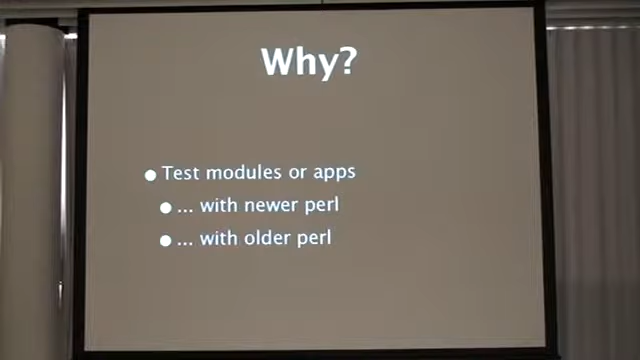 Why?
● Test modules or apps
● ... with newer perl
● ... with older perl